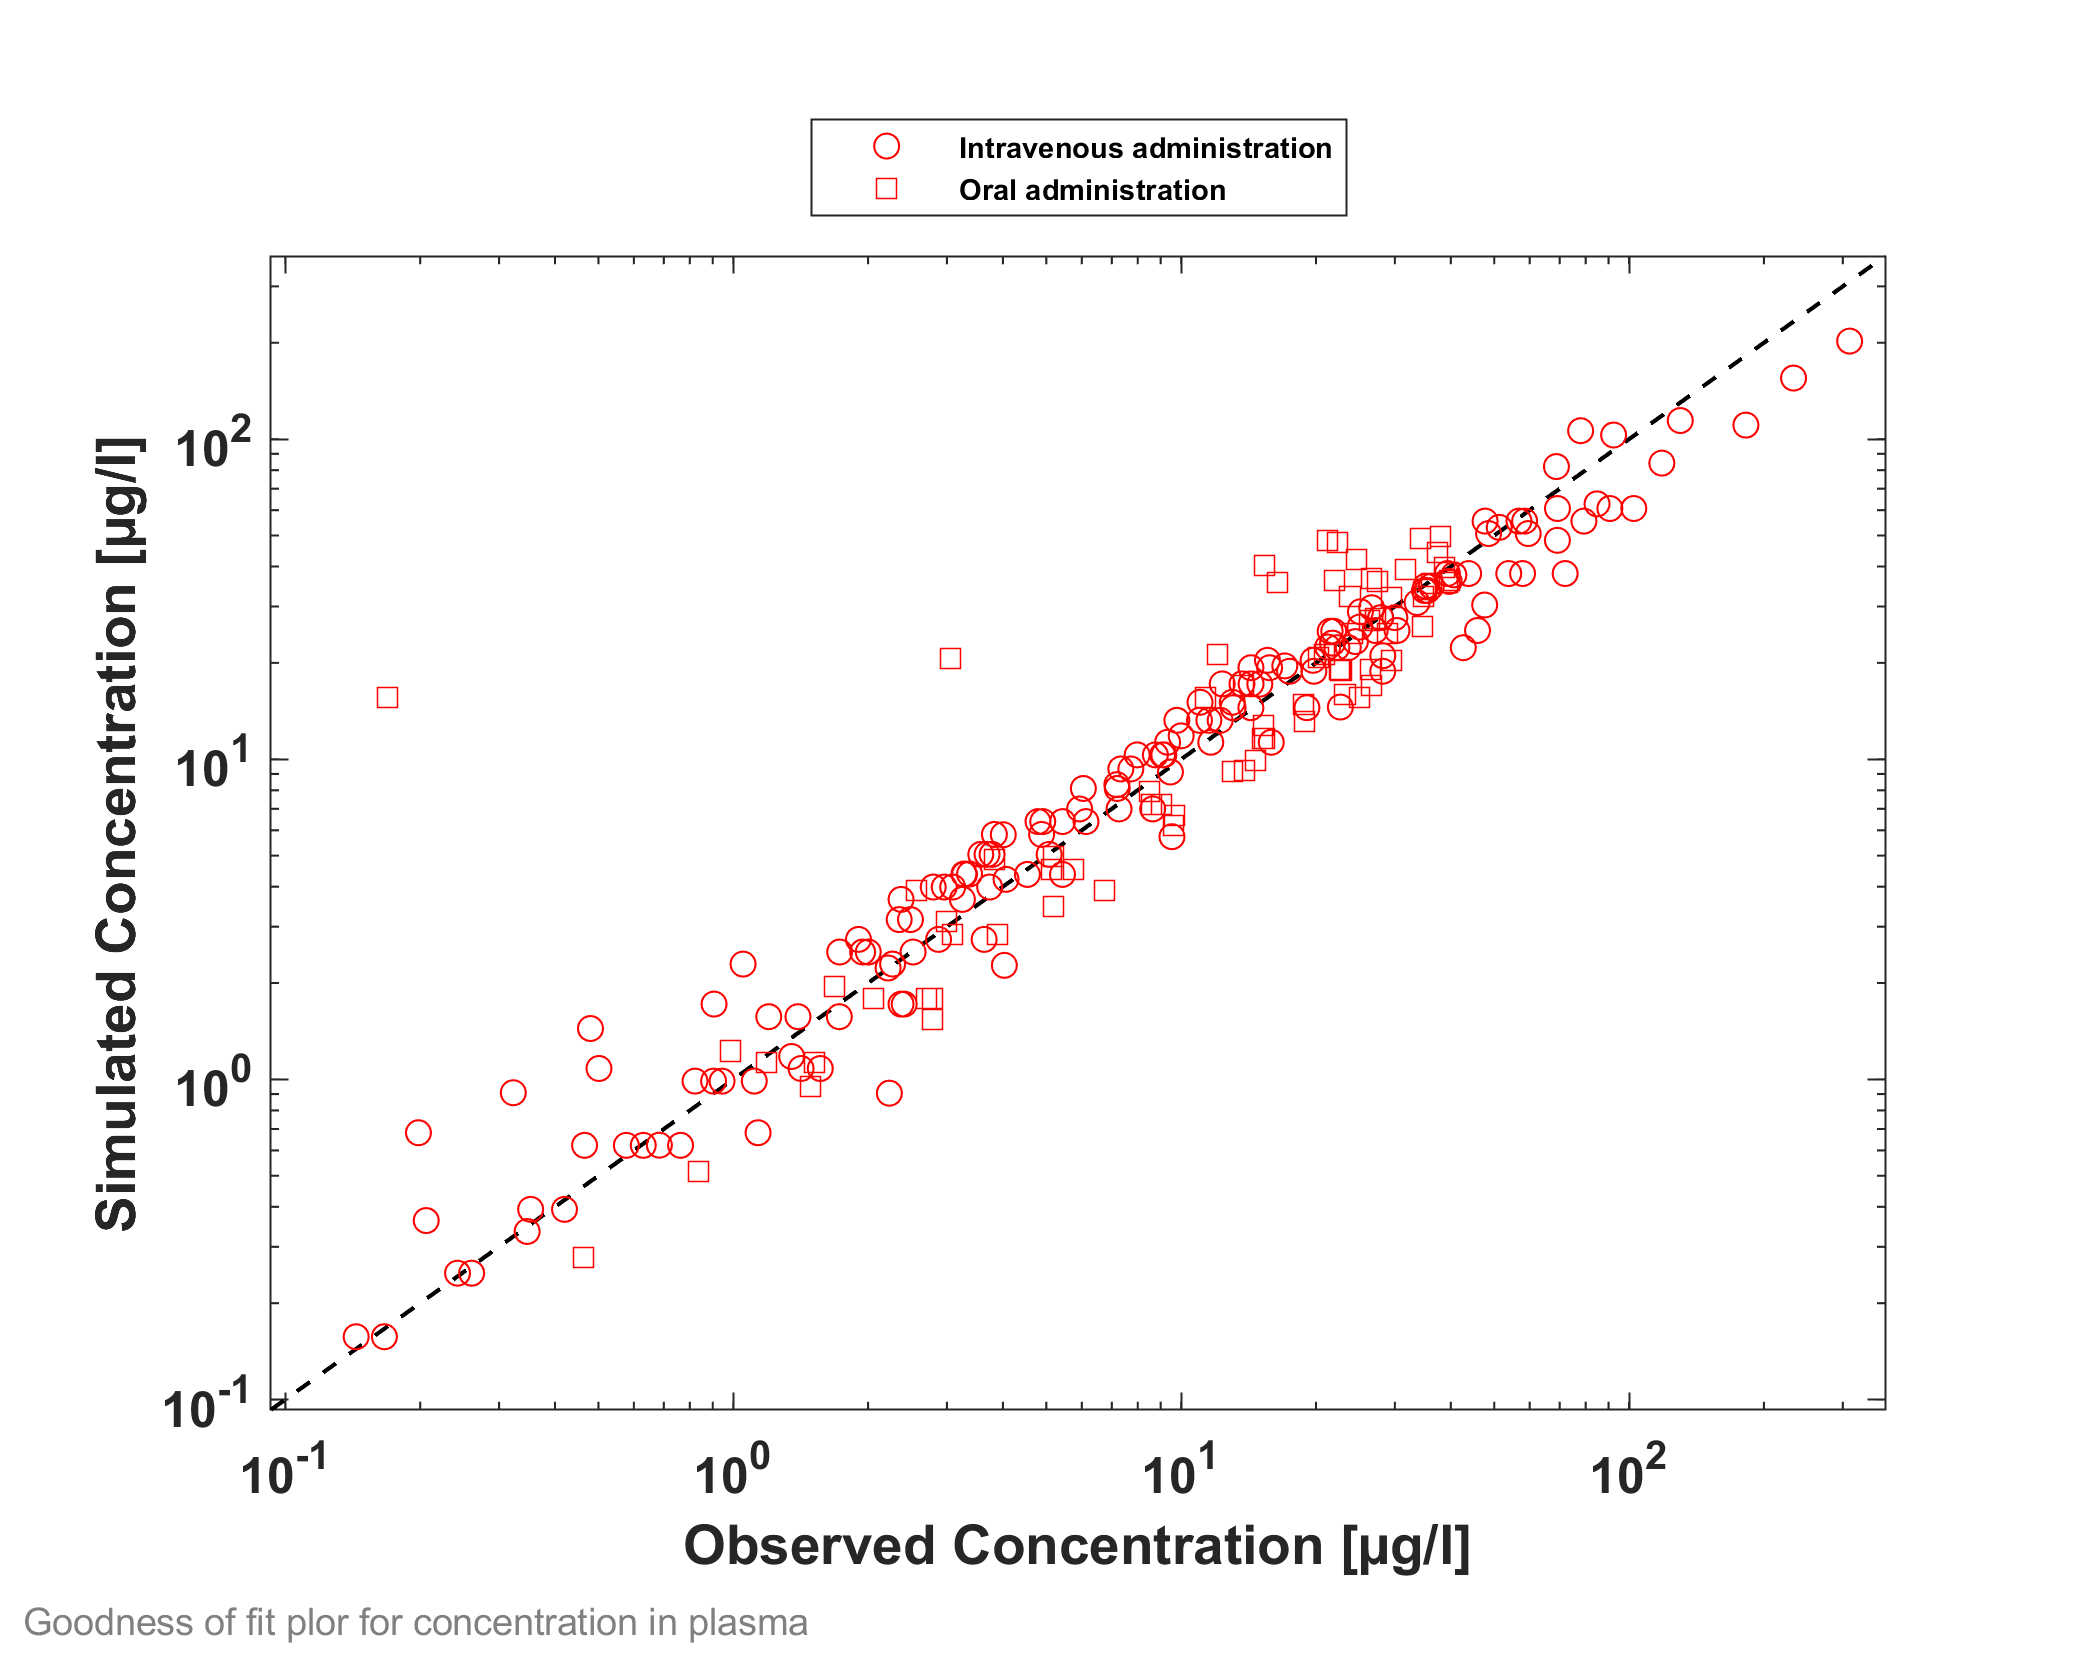 Intravenous administration
Oral administration
Simulated Concentration [µg/l]
10^2
10^1
10^0
10^-1
10^-1 10^0 10^1 10^2
Observed Concentration [µg/l]
Goodness of fit plor for concentration in plasma